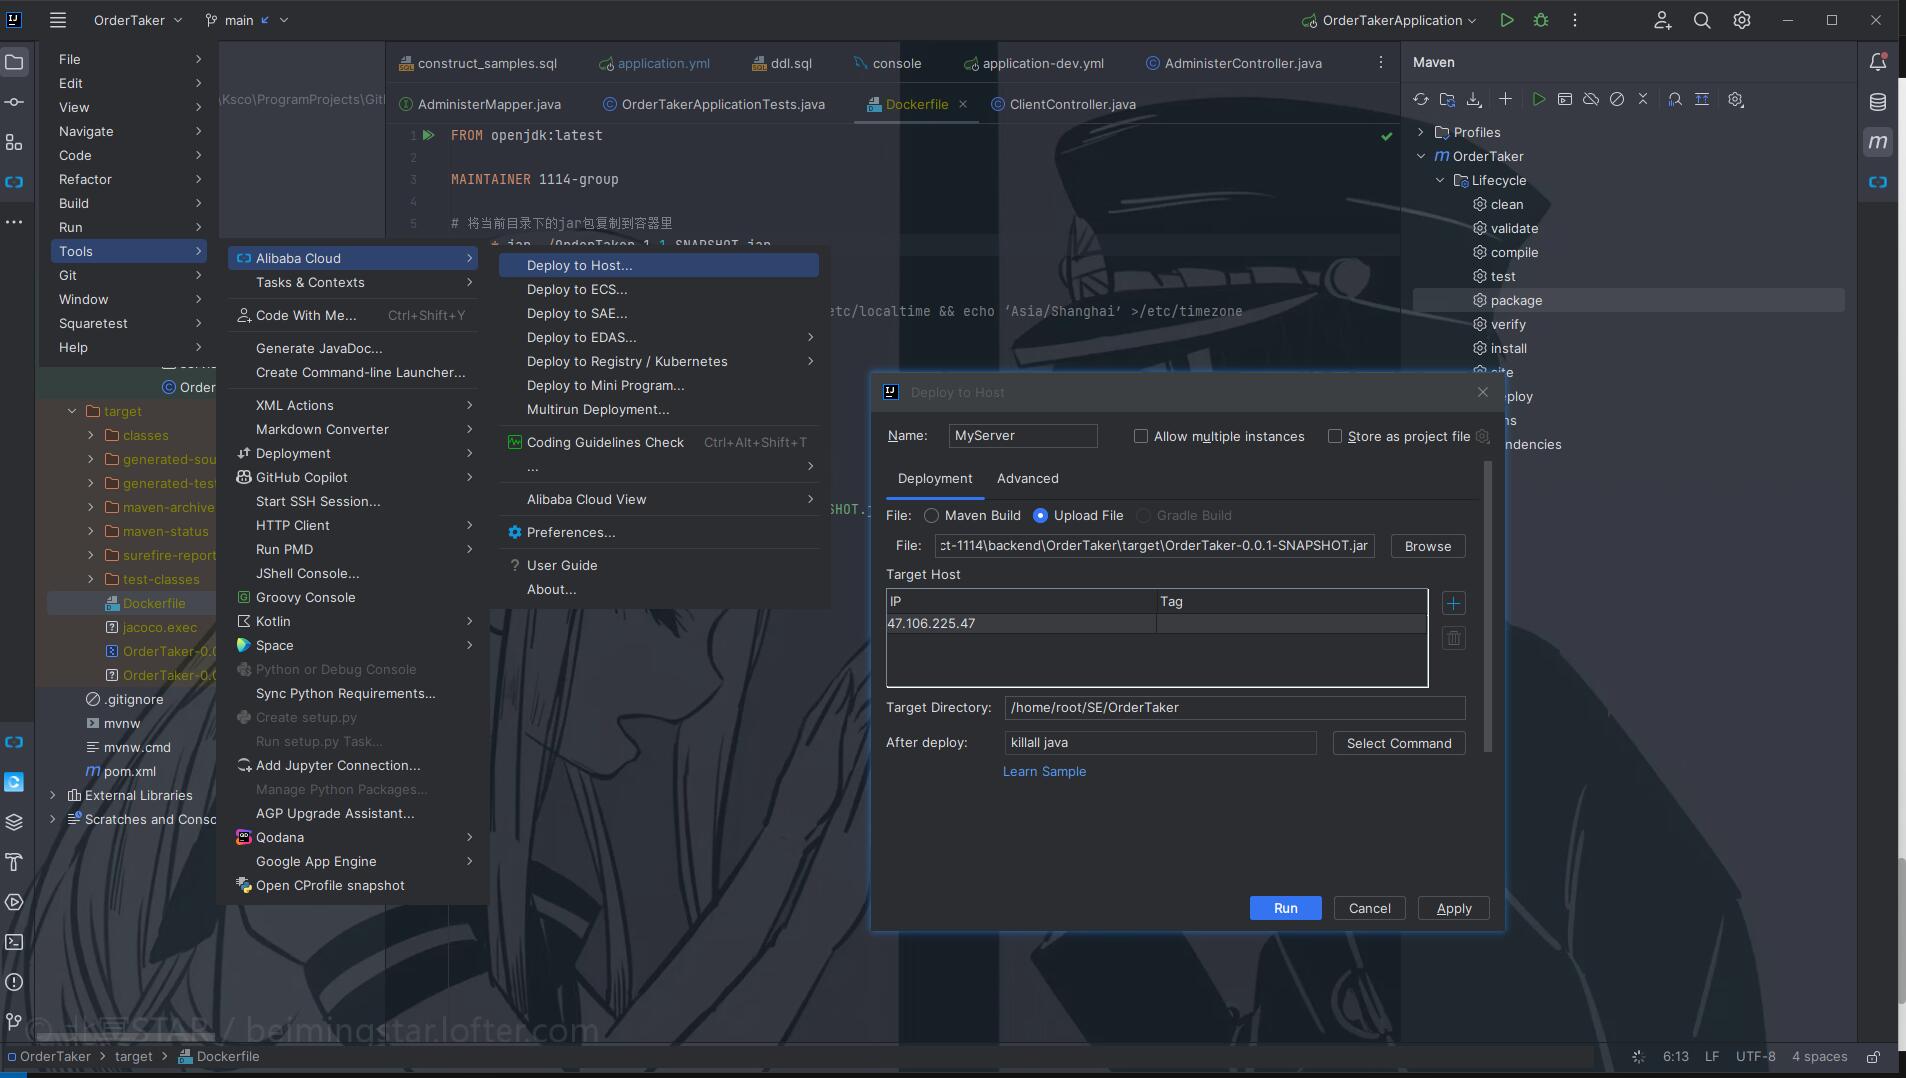 OrderTaker
main
OrderTakerApplication
File
Edit
View
Navigate
Code
Refactor
Build
Run
Tools
Git
Window
Squaretest
Help
\Ksco\ProgramProjects\Git
construct_samples.sql
application.yml
ddl.sql
console
application-dev.yml
AdministerController.java
AdministerMapper.java
OrderTakerApplicationTests.java
Dockerfile
ClientController.java
1 FROM openjdk:latest
2
3 MAINTAINER 1114-group
4
5 # 将当前目录下的jar包复制到容器里
etc/localtime && echo ‘Asia/Shanghai’ >/etc/timezone
Alibaba Cloud
Tasks & Contexts
Code With Me... Ctrl+Shift+Y
Generate JavaDoc...
Create Command-line Launcher...
XML Actions
Markdown Converter
Deployment
GitHub Copilot
Start SSH Session...
HTTP Client
Run PMD
JShell Console...
Groovy Console
Kotlin
Space
Python or Debug Console
Sync Python Requirements...
Create setup.py
Run setup.py Task...
Add Jupyter Connection...
Manage Python Packages...
AGP Upgrade Assistant...
Qodana
Google App Engine
Open CProfile snapshot
Deploy to Host...
Deploy to ECS...
Deploy to SAE...
Deploy to EDAS...
Deploy to Registry / Kubernetes
Deploy to Mini Program...
Multirun Deployment...
Coding Guidelines Check Ctrl+Alt+Shift+T
...
Alibaba Cloud View
Preferences...
User Guide
About...
Order
target
classes
generated-sou
generated-tes
maven-archive
maven-status
surefire-report
test-classes
Dockerfile
jacoco.exec
OrderTaker-0.0
OrderTaker-0.0
.gitignore
mvnw
mvnw.cmd
pom.xml
External Libraries
Scratches and Conso
Maven
Profiles
OrderTaker
Lifecycle
clean
validate
compile
test
package
verify
install
site
ploy
ns
ndencies
Deploy to Host
Name: MyServer
Allow multiple instances
Store as project file
Deployment
Advanced
File: Maven Build Upload File Gradle Build
File: ct-1114\backend\OrderTaker\target\OrderTaker-0.0.1-SNAPSHOT.jar Browse
Target Host
IP Tag
47.106.225.47
Target Directory: /home/root/SE/OrderTaker
After deploy: killall java Select Command
Learn Sample
Run Cancel Apply
STAR / beimingstar.lofter.com
OrderTaker > target > Dockerfile
6:13 LF UTF-8 4 spaces